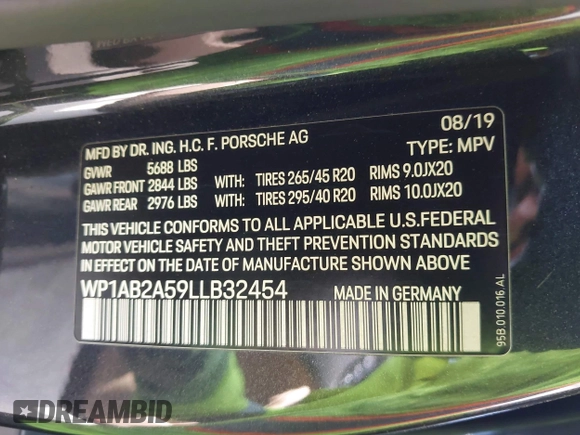 MFD BY DR. ING. H.C. F. PORSCHE AG 08/19
GVWR 5688 LBS TYPE: MPV
GAWR FRONT 2844 LBS WITH: TIRES 265/45 R20 RIMS 9.0JX20
GAWR REAR 2976 LBS WITH: TIRES 295/40 R20 RIMS 10.0JX20
THIS VEHICLE CONFORMS TO ALL APPLICABLE U.S.FEDERAL
MOTOR VEHICLE SAFETY AND THEFT PREVENTION STANDARDS
IN EFFECT ON THE DATE OF MANUFACTURE SHOWN ABOVE
WP1AB2A59LLB32454 MADE IN GERMANY
95B.010.016.AL
DREAMBID